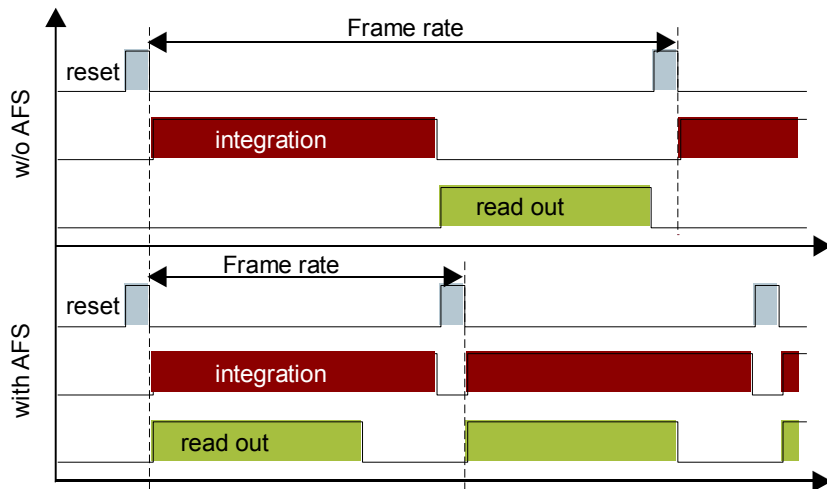 Frame rate
reset
w/o AFS
integration
read out
Frame rate
reset
with AFS
integration
read out